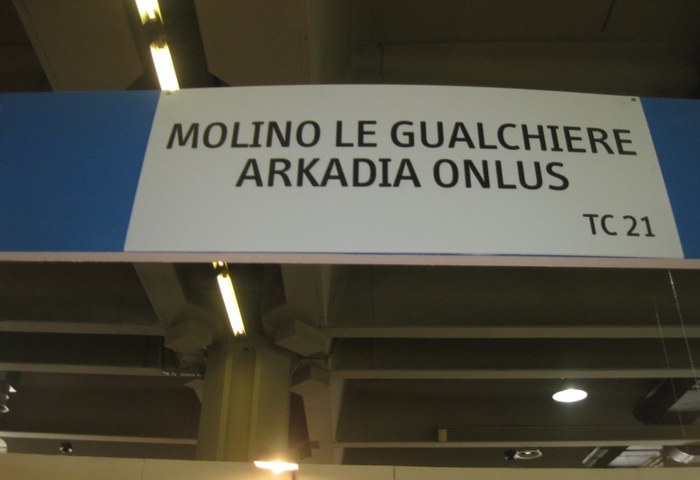 MOLINO LE GUALCHIERE
ARKADIA ONLUS
TC 21